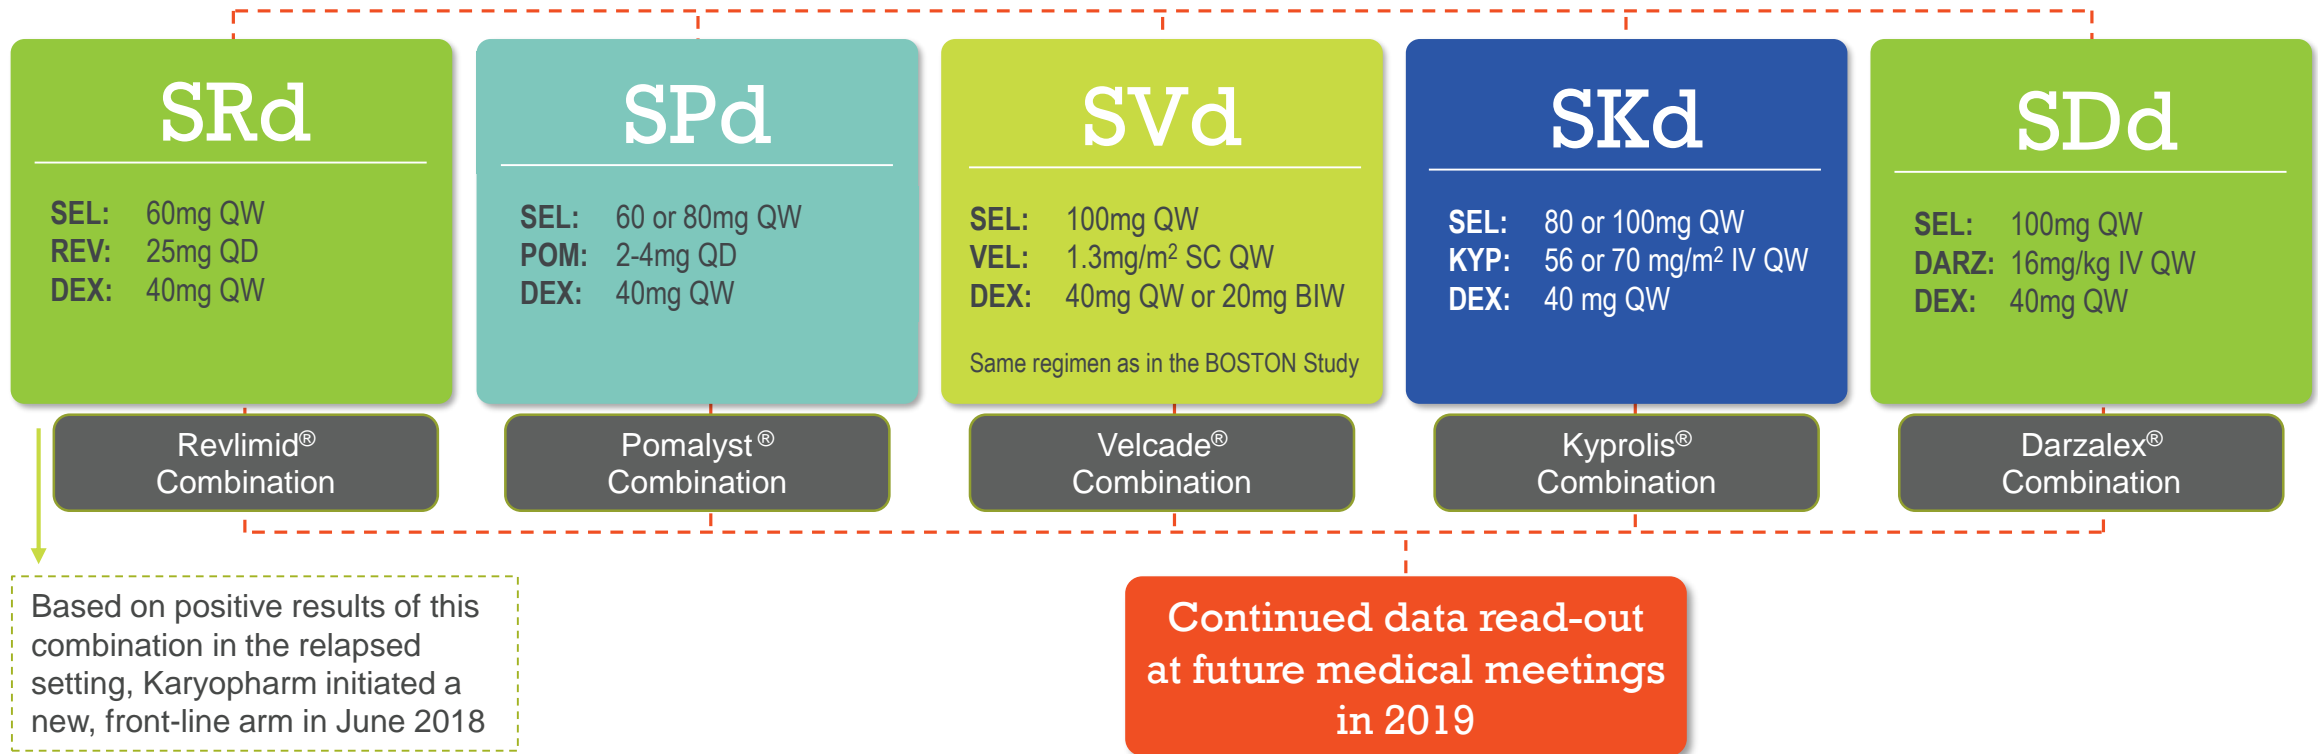 SRd
SEL: 60mg QW
REV: 25mg QD
DEX: 40mg QW
Revlimid®
Combination
SPd
SEL: 60 or 80mg QW
POM: 2-4mg QD
DEX: 40mg QW
Pomalyst ®
Combination
SVd
SEL: 100mg QW
VEL: 1.3mg/m² SC QW
DEX: 40mg QW or 20mg BIW
Same regimen as in the BOSTON Study
Velcade®
Combination
SKd
SEL: 80 or 100mg QW
KYP: 56 or 70 mg/m² IV QW
DEX: 40 mg QW
Kyprolis®
Combination
SDd
SEL: 100mg QW
DARZ: 16mg/kg IV QW
DEX: 40mg QW
Darzalex®
Combination
Based on positive results of this
combination in the relapsed
setting, Karyopharm initiated a
new, front-line arm in June 2018
Continued data read-out
at future medical meetings
in 2019